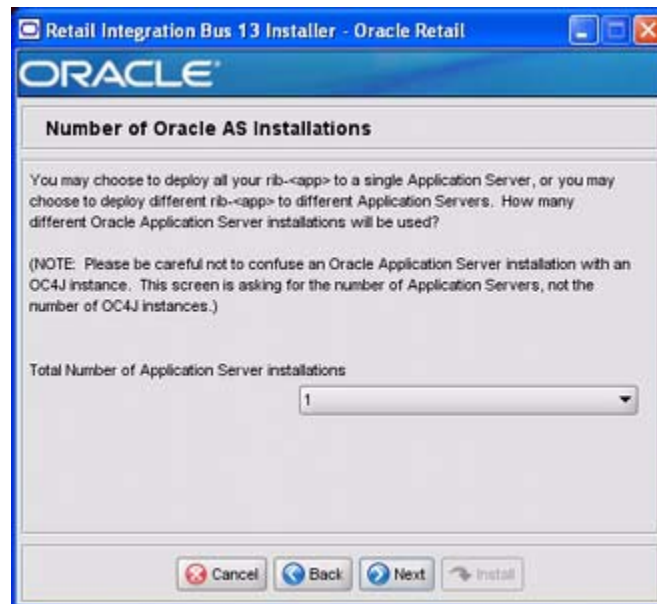 Retail Integration Bus 13 Installer - Oracle Retail
ORACLE
Number of Oracle AS Installations
You may choose to deploy all your rib-<app> to a single Application Server, or you may
choose to deploy different rib-<app> to different Application Servers. How many
different Oracle Application Server installations will be used?
(NOTE: Please be careful not to confuse an Oracle Application Server installation with an
OC4J instance. This screen is asking for the number of Application Servers, not the
number of OC4J instances.)
Total Number of Application Server installations
1
Cancel Back Next Install